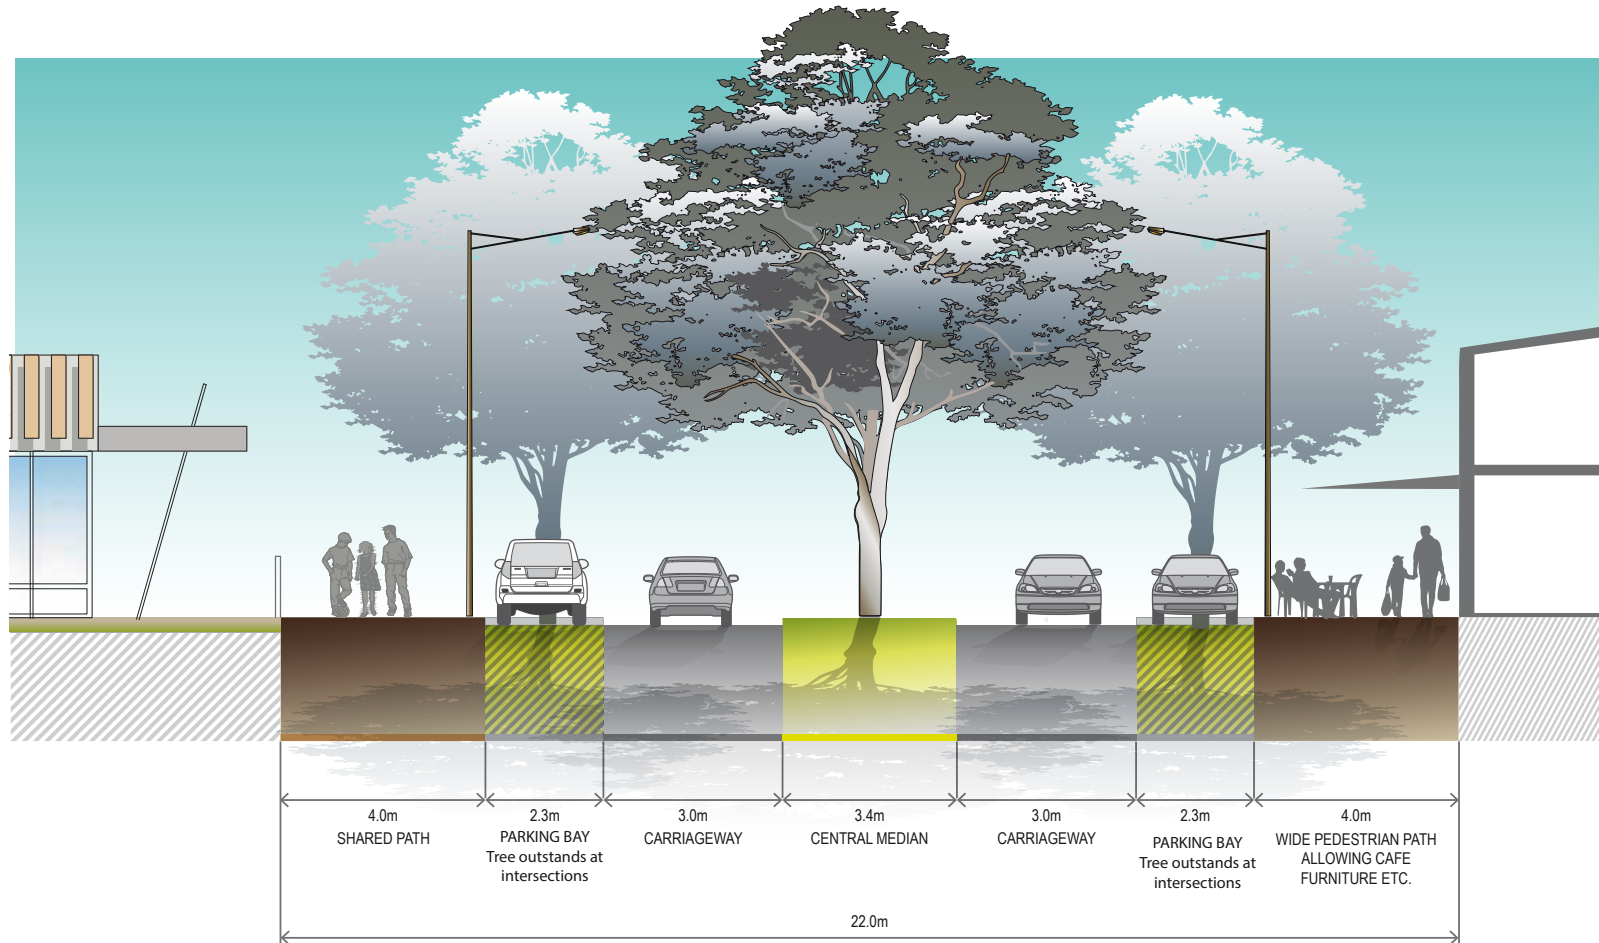 4.0m
SHARED PATH
2.3m
PARKING BAY
Tree outstands at
intersections
3.0m
CARRIAGEWAY
3.4m
CENTRAL MEDIAN
3.0m
CARRIAGEWAY
2.3m
PARKING BAY
Tree outstands at
intersections
4.0m
WIDE PEDESTRIAN PATH
ALLOWING CAFE
FURNITURE ETC.
22.0m